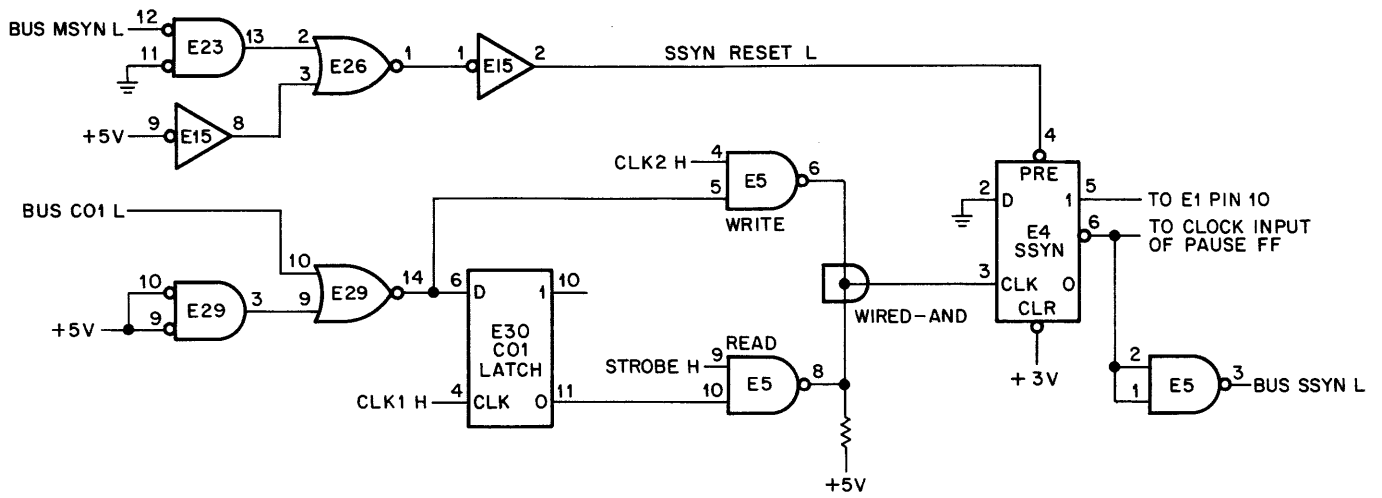 BUS MSYN L
12
11
E23
13
2
3
E26
1
1
E15
2
SSYN RESET L
+5V
9
E15
8
4
PRE
2
D
1
5
TO E1 PIN 10
E4
SSYN
6
TO CLOCK INPUT
OF PAUSE FF
3
CLK
0
CLR
+3V
CLK2 H
4
5
E5
6
WRITE
BUS C01 L
10
10
9
+5V
E29
3
9
E29
14
6
D
1
10
E30
C01
LATCH
CLK1 H
4
CLK
0
11
WIRED-AND
READ
STROBE H
9
10
E5
8
+5V
2
1
E5
3
BUS SSYN L